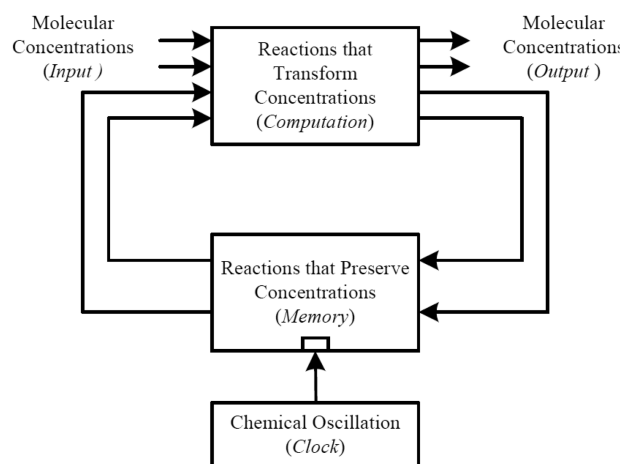 Molecular
Concentrations
(Input )
Reactions that
Transform
Concentrations
(Computation)
Molecular
Concentrations
(Output )
Reactions that Preserve
Concentrations
(Memory)
Chemical Oscillation
(Clock)